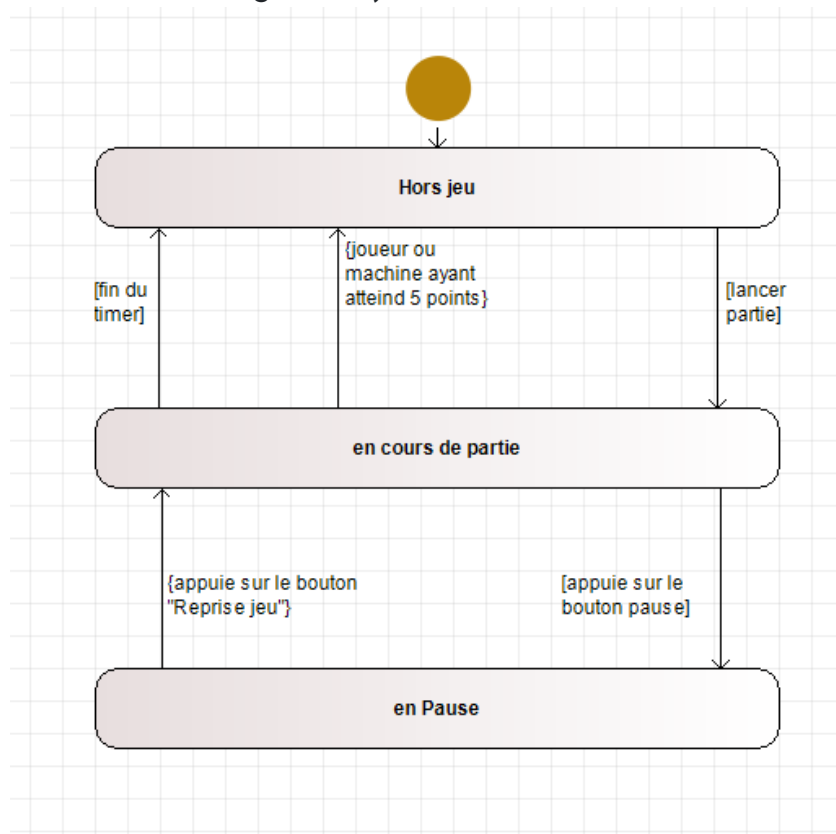 Hors jeu
{joueur ou
machine ayant
atteind 5 points}
[fin du
timer]
[lancer
partie]
en cours de partie
{appuie sur le bouton
"Reprise jeu"}
[appuie sur le
bouton pause]
en Pause